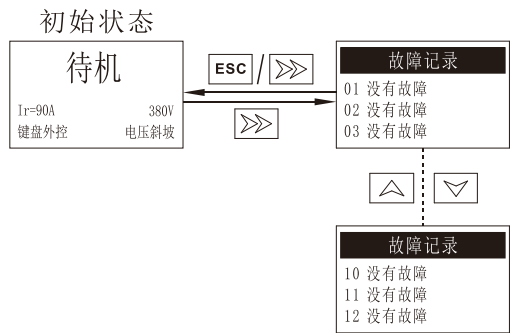 初始状态
待机
Ir=90A 380V
键盘外控 电压斜坡
ESC /
故障记录
01 没有故障
02 没有故障
03 没有故障
故障记录
10 没有故障
11 没有故障
12 没有故障